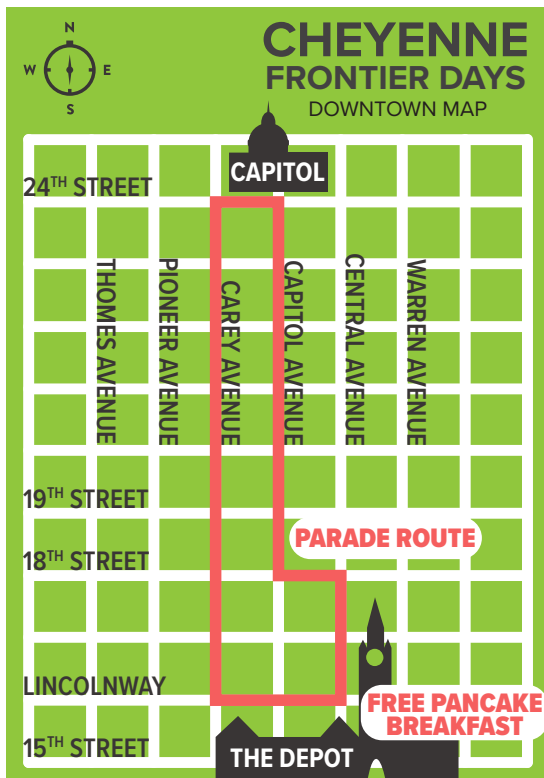 N
W E
S
CHEYENNE
FRONTIER DAYS
DOWNTOWN MAP
CAPITOL
24TH STREET
THOMES AVENUE
PIONEER AVENUE
CAREY AVENUE
CAPITOL AVENUE
CENTRAL AVENUE
WARREN AVENUE
19TH STREET
PARADE ROUTE
18TH STREET
LINCOLNWAY
FREE PANCAKE
BREAKFAST
15TH STREET
THE DEPOT